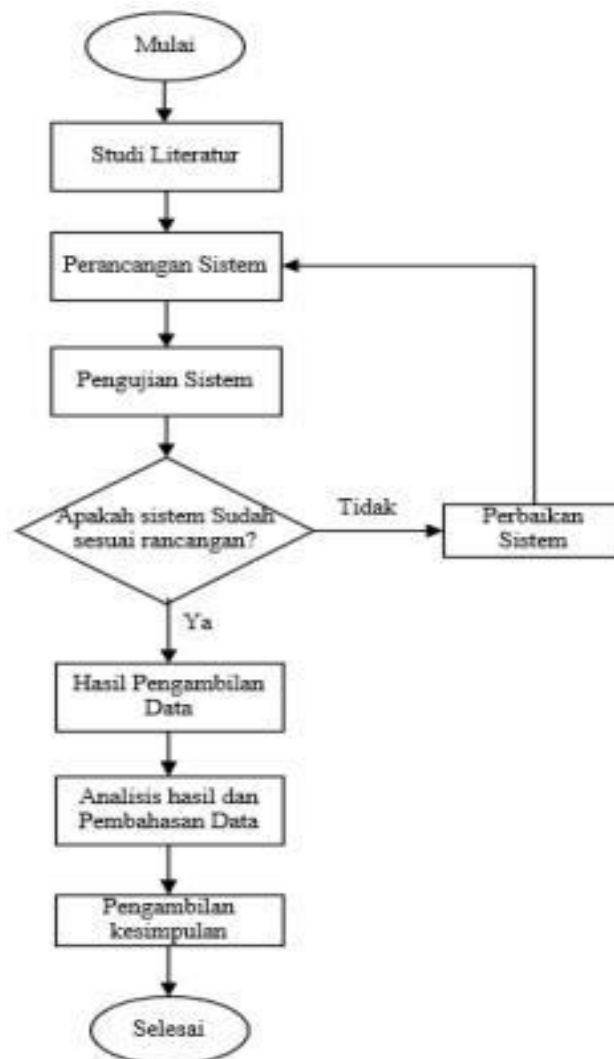 Mulai
Studi Literatur
Perancangan Sistem
Pengujian Sistem
Apakah sistem Sudah
sesuai rancangan?
Tidak
Perbaikan
Sistem
Ya
Hasil Pengambilan
Data
Analisis hasil dan
Pembahasan Data
Pengambilan
kesimpulan
Selesai